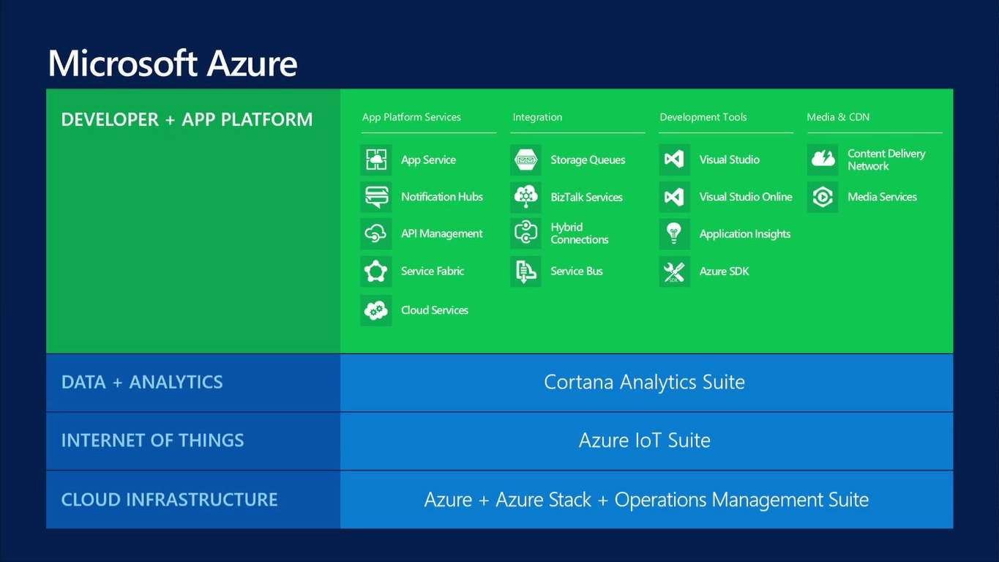 Microsoft Azure
DEVELOPER + APP PLATFORM
App Platform Services
App Service
Notification Hubs
API Management
Service Fabric
Cloud Services
Integration
Storage Queues
BizTalk Services
Hybrid
Connections
Service Bus
Development Tools
Visual Studio
Visual Studio Online
Application Insights
SDK
Azure SDK
Media & CDN
Content Delivery
Network
Media Services
DATA + ANALYTICS
Cortana Analytics Suite
INTERNET OF THINGS
Azure IoT Suite
CLOUD INFRASTRUCTURE
Azure + Azure Stack + Operations Management Suite